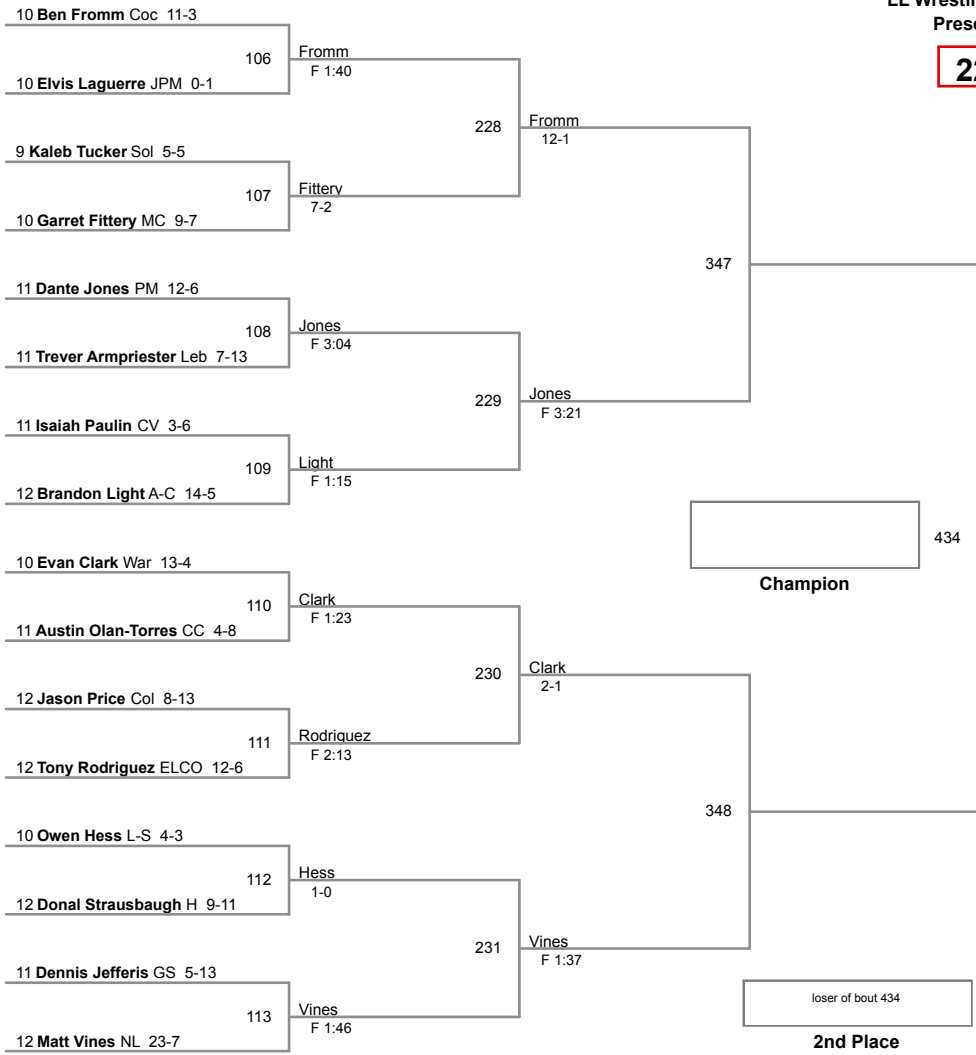 LL Wrestlin
Prese
22
10 Ben Fromm Coc 11-3
106
Fromm
F 1:40
10 Elvis Laguerre JPM 0-1
228
Fromm
12-1
9 Kaleb Tucker Sol 5-5
107
Fittery
7-2
10 Garret Fittery MC 9-7
347
11 Dante Jones PM 12-6
108
Jones
F 3:04
11 Trever Armpriester Leb 7-13
229
Jones
F 3:21
11 Isaiah Paulin CV 3-6
109
Light
F 1:15
12 Brandon Light A-C 14-5
434
Champion
10 Evan Clark War 13-4
110
Clark
F 1:23
11 Austin Olan-Torres CC 4-8
230
Clark
2-1
12 Jason Price Col 8-13
111
Rodriguez
F 2:13
12 Tony Rodriguez ELCO 12-6
348
10 Owen Hess L-S 4-3
112
Hess
1-0
12 Donal Strausbaugh H 9-11
231
Vines
F 1:37
11 Dennis Jefferis GS 5-13
113
Vines
F 1:46
12 Matt Vines NL 23-7
loser of bout 434
2nd Place